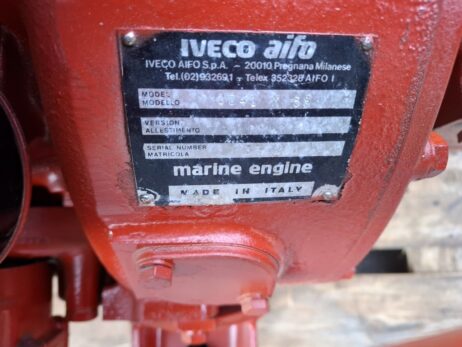 IVECO aifo
IVECO AIFO S.p.A. – 20010 Pregnana Milanese
Tel. (02) 932691 – Telex 352328 AIFO I
MODEL
MODELLO
VERSION
ALLESTIMENTO
SERIAL NUMBER
MATRICOLA
marine engine
MADE IN ITALY